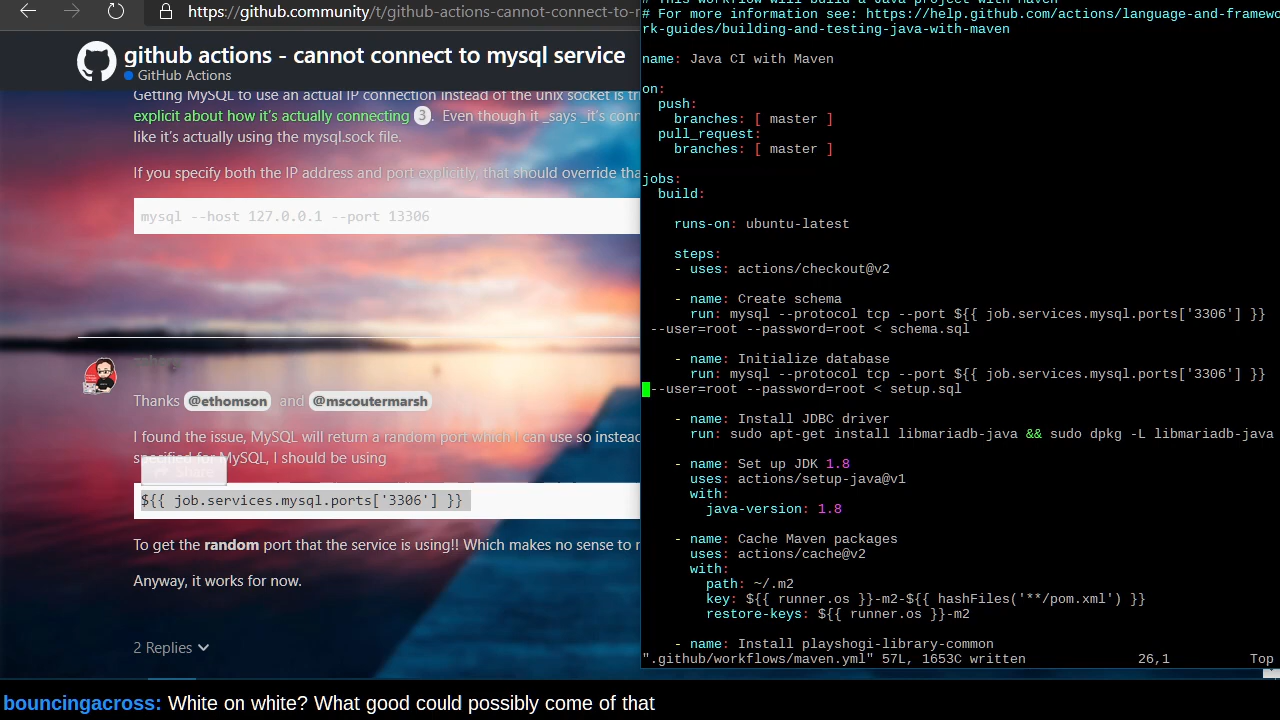 https://github.community/t/github-actions-cannot-connect-to-
github actions - cannot connect to mysql service
GitHub Actions
Getting MySQL to use an actual IP connection instead of the unix socket is
explicit about how it's actually connecting 3. Even though it _says _it's
like it's actually using the mysql.sock file.
If you specify both the IP address and port explicitly, that should override
mysql --host 127.0.0.1 --port 13306
Thanks @ethomson and @mscoutermarsh
I found the issue, MySQL will return a random port which I can use so instead
specified for MySQL, I should be using
Share
${{ job.services.mysql.ports['3306'] }}
To get the random port that the service is using!! Which makes no sense to
Anyway, it works for now.
2 Replies
# This workflow will build a Java project with Maven
# For more information see: https://help.github.com/actions/language-and-framewo
rk-guides/building-and-testing-java-with-maven
name: Java CI with Maven
on:
push:
branches: [ master ]
pull_request:
branches: [ master ]
jobs:
build:
runs-on: ubuntu-latest
steps:
- uses: actions/checkout@v2
- name: Create schema
run: mysql --protocol tcp --port ${{ job.services.mysql.ports['3306'] }}
--user=root --password=root < schema.sql
- name: Initialize database
run: mysql --protocol tcp --port ${{ job.services.mysql.ports['3306'] }}
--user=root --password=root < setup.sql
- name: Install JDBC driver
run: sudo apt-get install libmariadb-java && sudo dpkg -L libmariadb-java
- name: Set up JDK 1.8
uses: actions/setup-java@v1
with:
java-version: 1.8
- name: Cache Maven packages
uses: actions/cache@v2
with:
path: ~/.m2
key: ${{ runner.os }}-m2-${{ hashFiles('**/pom.xml') }}
restore-keys: ${{ runner.os }}-m2
- name: Install playshogi-library-common
".github/workflows/maven.yml" 57L, 1653C written 26,1 Top
bouncingacross: White on white? What good could possibly come of that